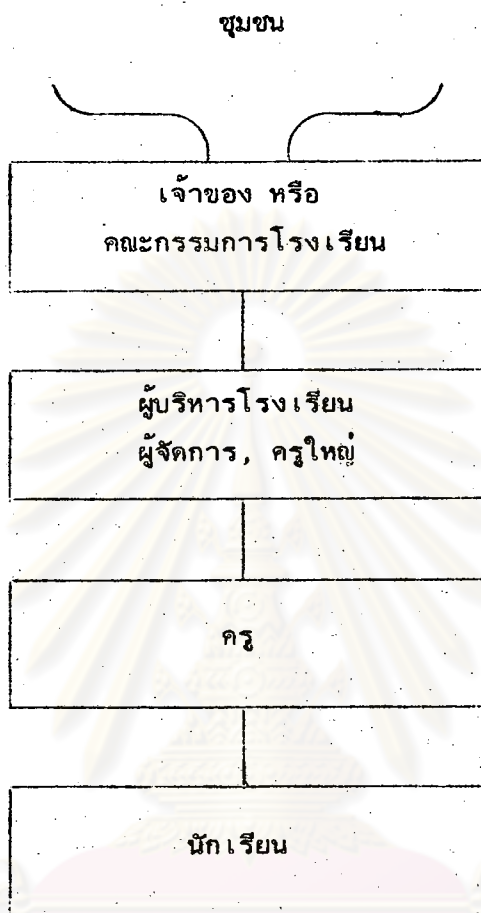 ชุมชน
เจ้าของ หรือ
คณะกรรมการโรงเรียน
ผู้บริหารโรงเรียน
ผู้จัดการ, ครูใหญ่
ครู
นักเรียน